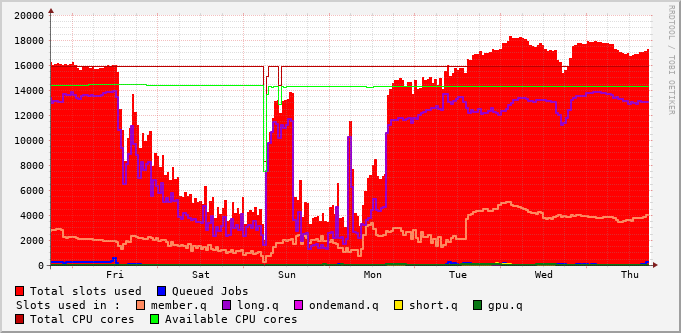 RRDTOOL / TOBI OETIKER
20000
18000
16000
14000
12000
10000
8000
6000
4000
2000
0
Fri Sat Sun Mon Tue Wed Thu
Total slots used Queued Jobs
Slots used in : member.q long.q ondemand.q short.q gpu.q
Total CPU cores Available CPU cores